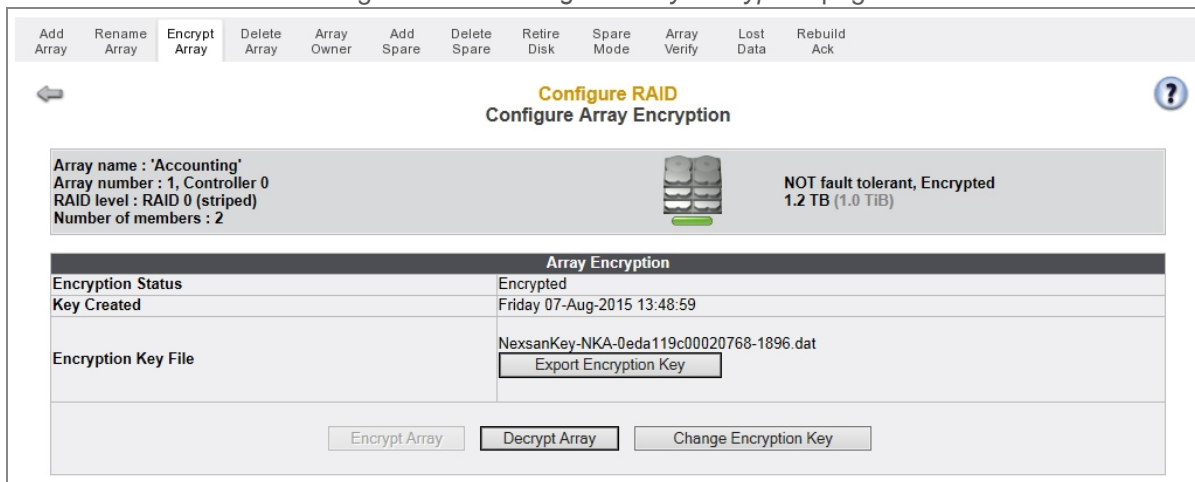 Add Array
Rename Array
Encrypt Array
Delete Array
Array Owner
Add Spare
Delete Spare
Retire Disk
Spare Mode
Array Verify
Lost Data
Rebuild Ack
Configure RAID
?
Configure Array Encryption
Array name : 'Accounting'
Array number : 1, Controller 0
RAID level : RAID 0 (striped)
Number of members : 2
NOT fault tolerant, Encrypted
1.2 TB (1.0 TiB)
Array Encryption
Encryption Status Encrypted
Key Created Friday 07-Aug-2015 13:48:59
Encryption Key File
NexsanKey-NKA-0eda119c00020768-1896.dat
Export Encryption Key
Encrypt Array Decrypt Array Change Encryption Key